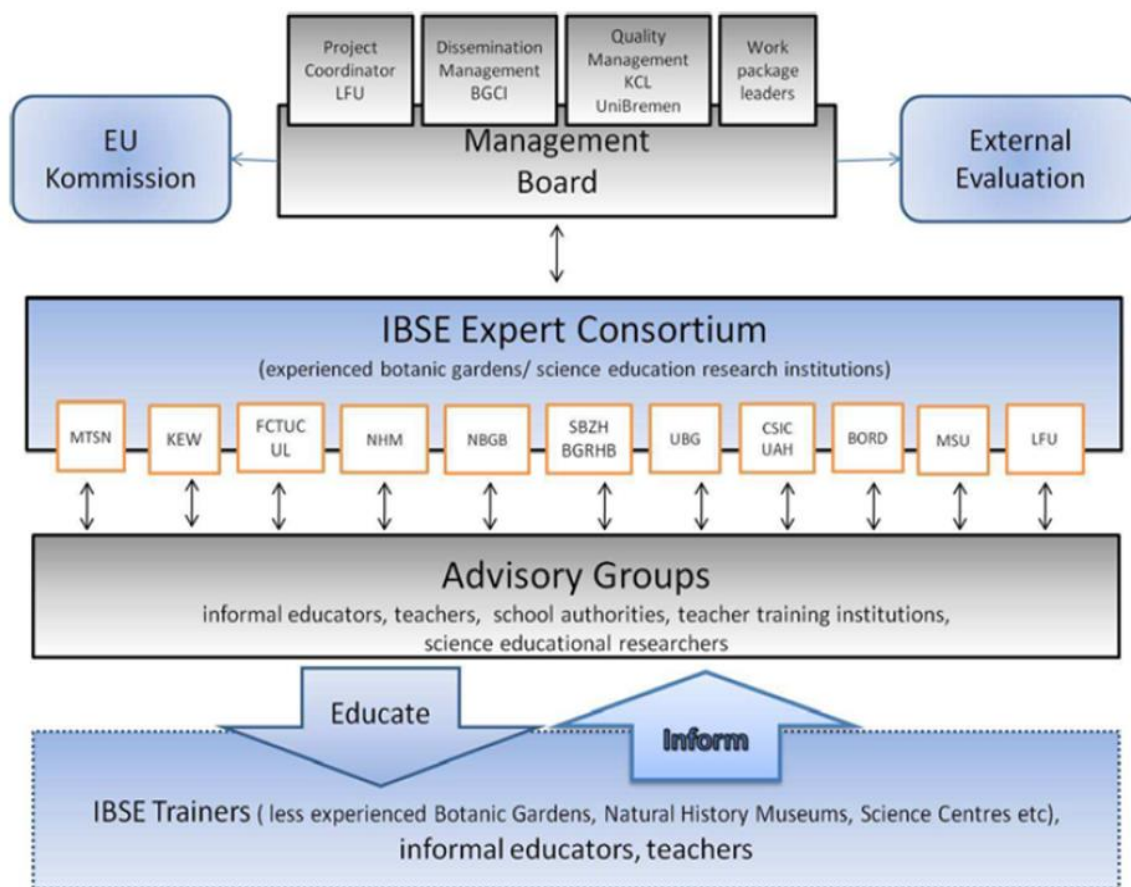 Project
Coordinator
LFU
Dissemination
Management
BGCI
Quality
Management
KCL
UniBremen
Work
package
leaders
EU
Kommission
Management
Board
External
Evaluation
IBSE Expert Consortium
(experienced botanic gardens/ science education research institutions)
MTSN
KEW
FCTUC
UL
NHM
NBGB
SBZH
BGRHB
UBG
CSIC
UAH
BORD
MSU
LFU
Advisory Groups
informal educators, teachers, school authorities, teacher training institutions,
science educational researchers
Educate
Inform
IBSE Trainers ( less experienced Botanic Gardens, Natural History Museums, Science Centres etc),
informal educators, teachers